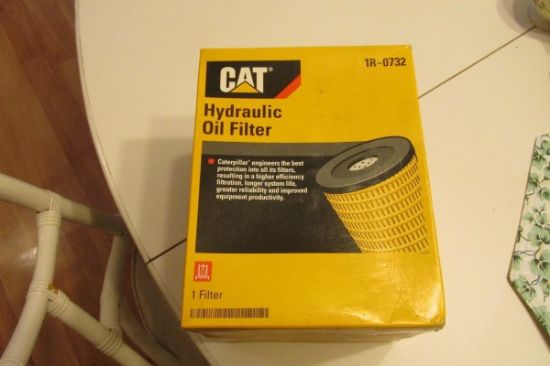 CAT®
1R-0732
Hydraulic
Oil Filter
Caterpillar® engineers the best
protection into all its filters,
resulting in a higher efficiency
filtration, longer system life,
greater reliability and improved
equipment productivity.
1 Filter